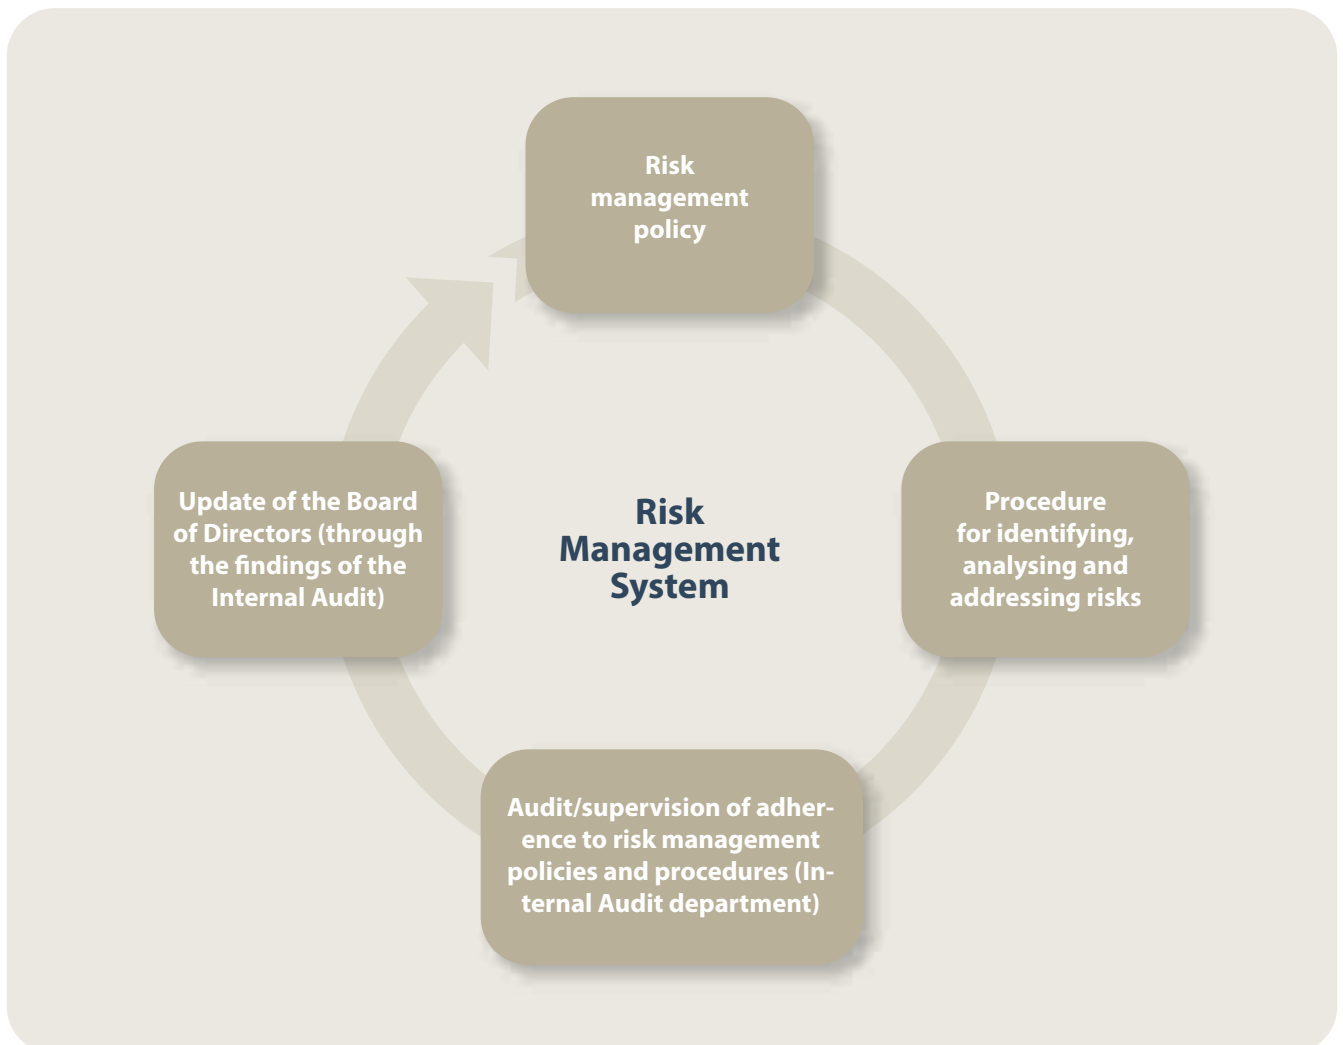 Risk
management
policy
Update of the Board
of Directors (through
the findings of the
Internal Audit)
Risk
Management
System
Procedure
for identifying,
analysing and
addressing risks
Audit/supervision of adher-
ence to risk management
policies and procedures (In-
ternal Audit department)